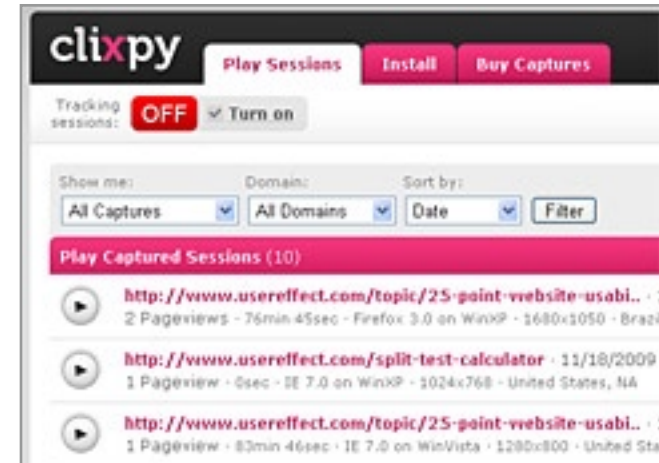 clixpy
Play Sessions Install Buy Captures
Tracking sessions: OFF Turn on
Show me: Domain: Sort by:
All Captures All Domains Date Filter
Play Captured Sessions (10)
http://www.usereffect.com/topic/25-point-website-usabi.. ·
2 Pageviews · 76min 45sec · Firefox 3.0 on WinXP · 1680x1050 · Brazi
http://www.usereffect.com/split-test-calculator · 11/18/2009
1 Pageview · 0sec · IE 7.0 on WinXP · 1024x768 · United States, NA
http://www.usereffect.com/topic/25-point-website-usabi.. ·
1 Pageview · 83min 46sec · IE 7.0 on WinVista · 1280x800 · United Sta